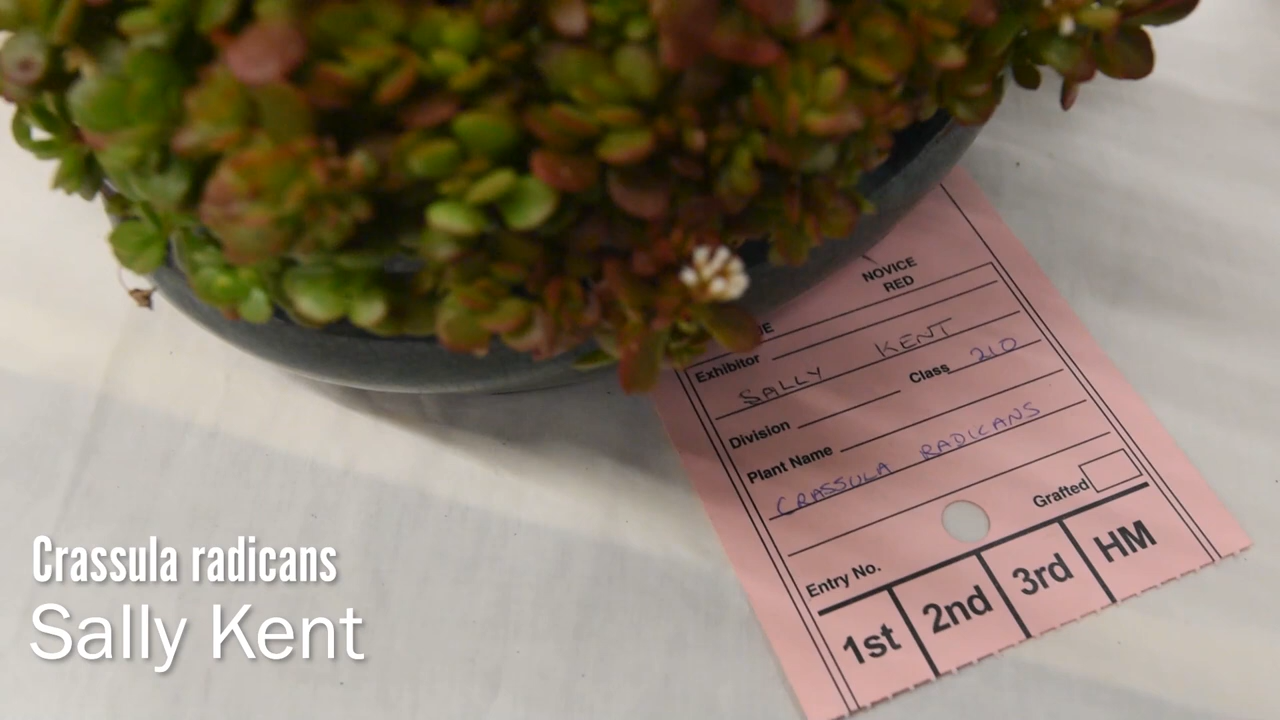 NOVICE
RED
UE
Exhibitor
SALLY KENT
Division Class 210
Plant Name
CRASSULA RADICANS
Grafted
Entry No.
1st 2nd 3rd HM
Crassula radicans
Sally Kent